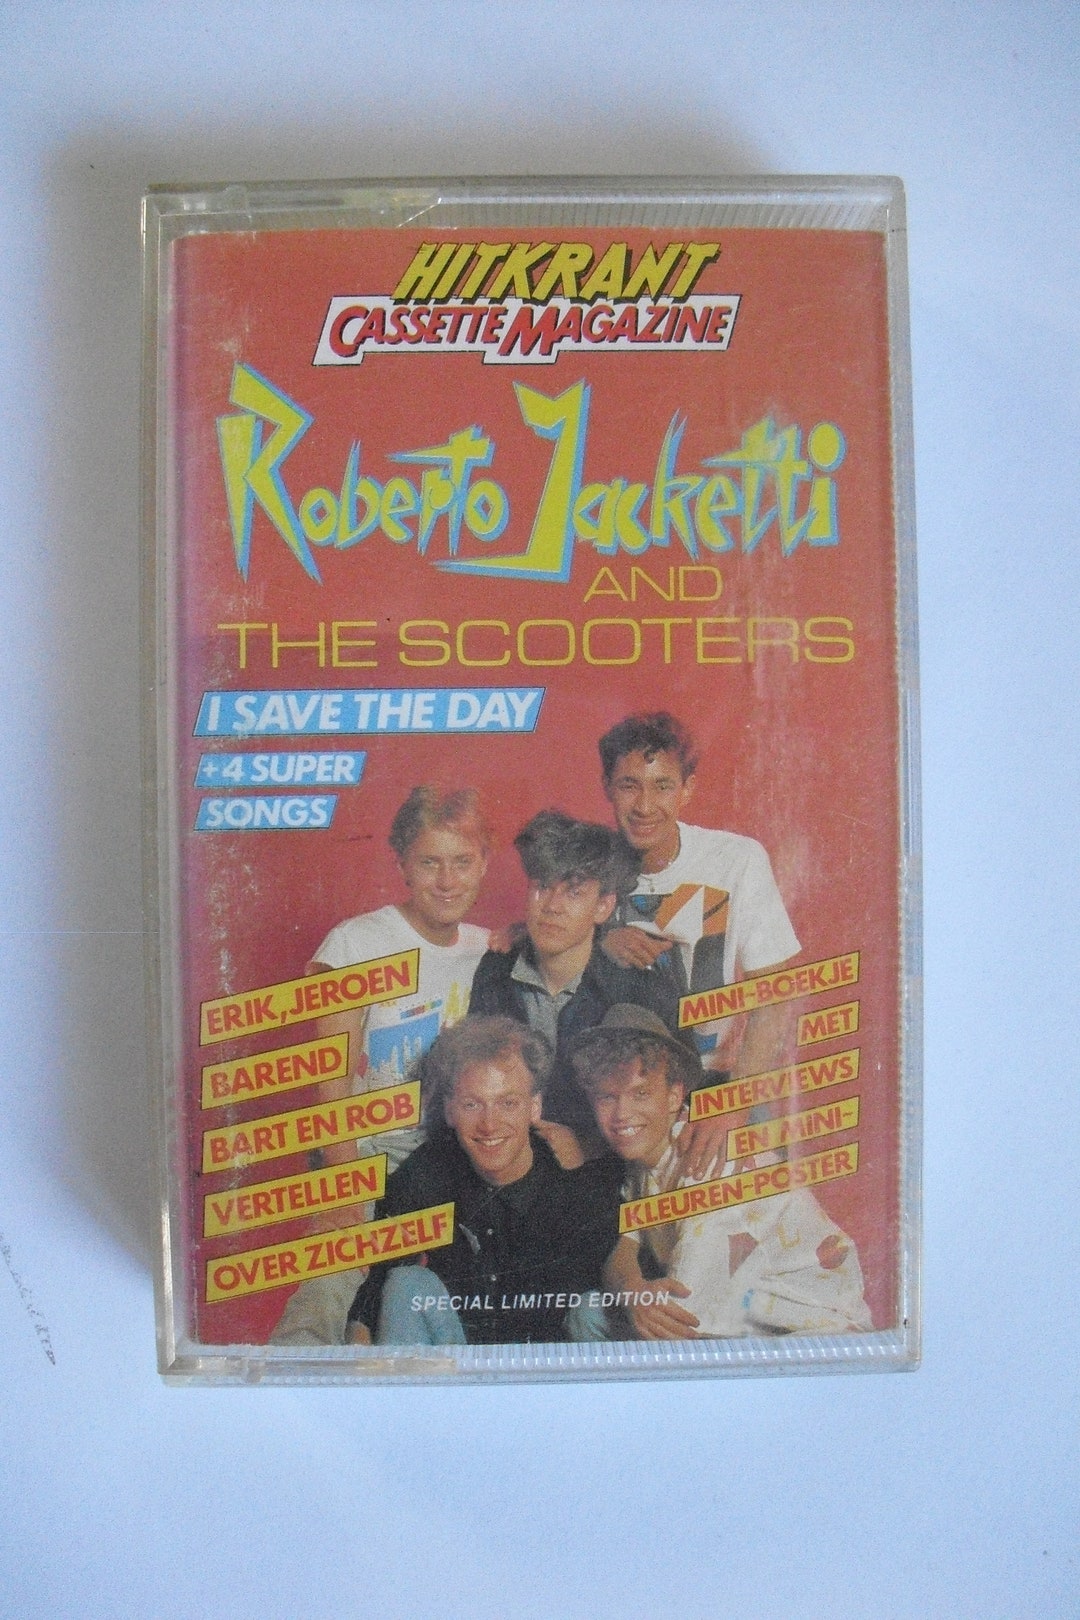 HITKRANT
CASSETTE MAGAZINE
Roberto Jacketti
AND
THE SCOOTERS
I SAVE THE DAY
+4 SUPER
SONGS
ERIK, JEROEN
BAREND
BART EN ROB
VERTELLEN
OVER ZICHZELF
MINI-BOEKJE
MET
INTERVIEWS
EN MINI-
KLEUREN-POSTER
SPECIAL LIMITED EDITION